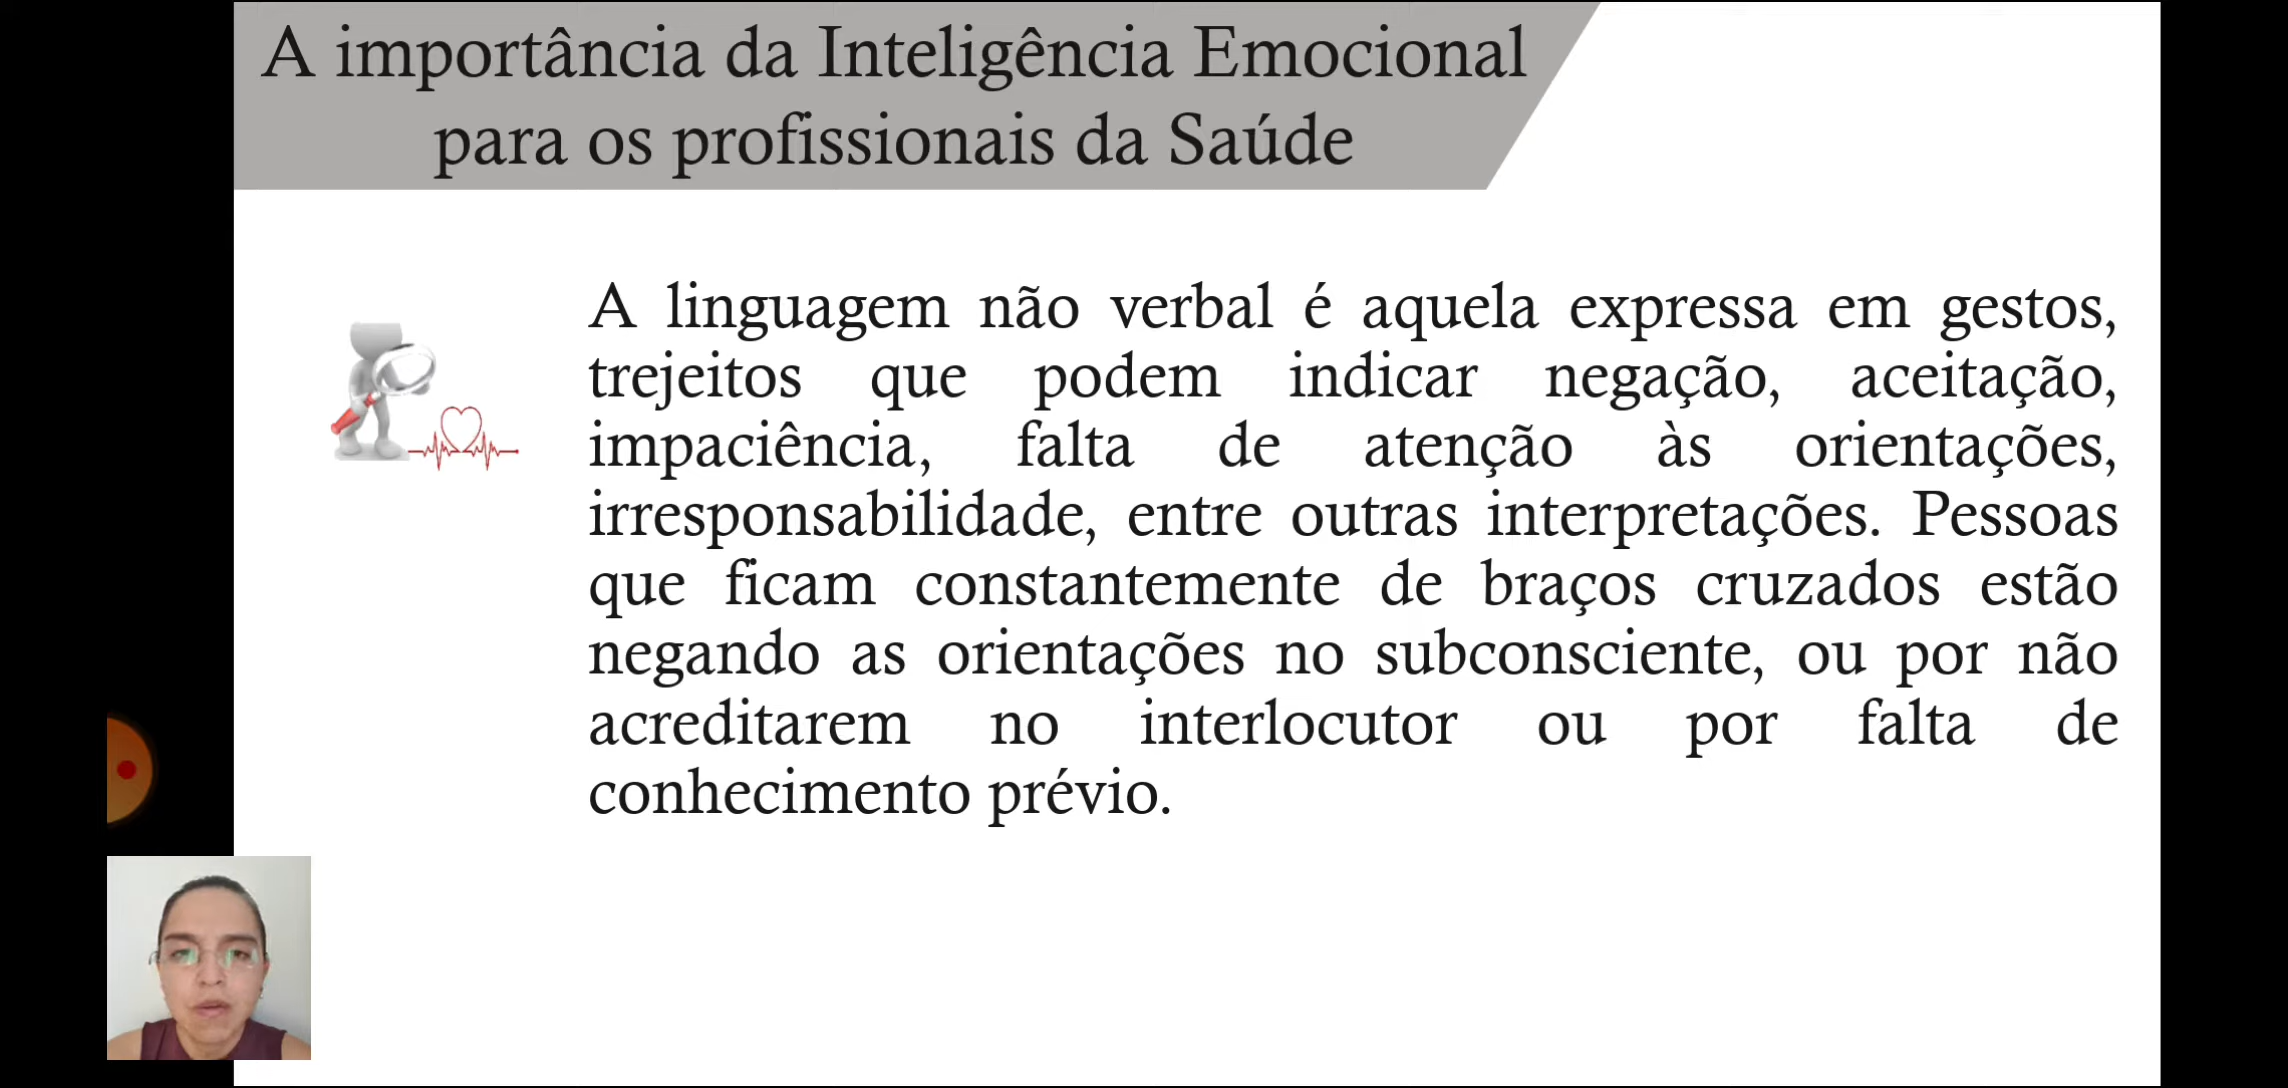 A importância da Inteligência Emocional
para os profissionais da Saúde
A linguagem não verbal é aquela expressa em gestos,
trejeitos que podem indicar negação, aceitação,
impaciência, falta de atenção às orientações,
irresponsabilidade, entre outras interpretações. Pessoas
que ficam constantemente de braços cruzados estão
negando as orientações no subconsciente, ou por não
acreditarem no interlocutor ou por falta de
conhecimento prévio.